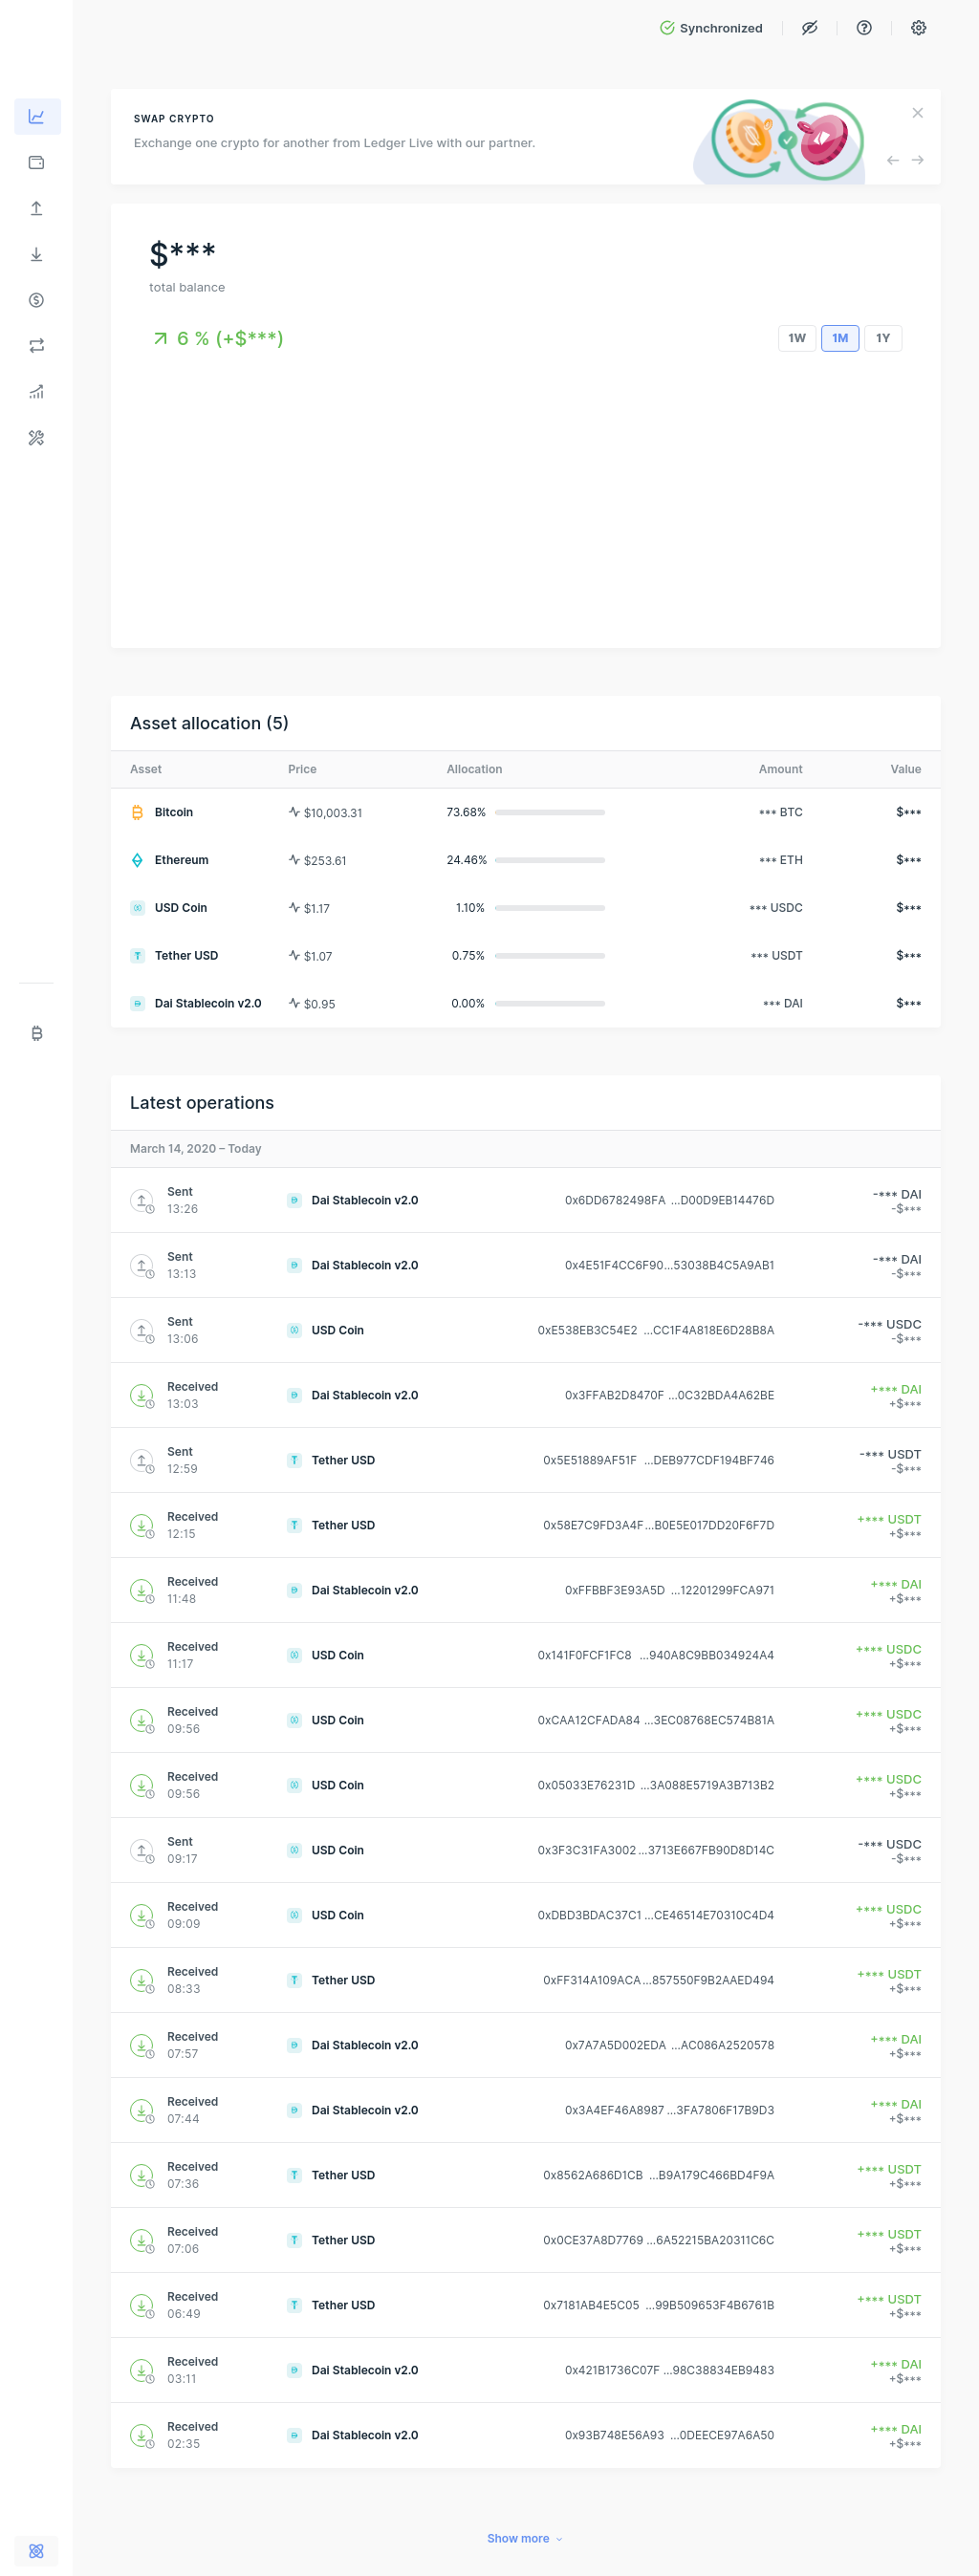 Synchronized
SWAP CRYPTO
Exchange one crypto for another from Ledger Live with our partner.
$***
total balance
6 % (+$***)
1W 1M 1Y
Asset allocation (5)
Asset Price Allocation Amount Value
Bitcoin $10,003.31 73.68% *** BTC $***
Ethereum $253.61 24.46% *** ETH $***
USD Coin $1.17 1.10% *** USDC $***
Tether USD $1.07 0.75% *** USDT $***
Dai Stablecoin v2.0 $0.95 0.00% *** DAI $***
Latest operations
March 14, 2020 – Today
Sent Dai Stablecoin v2.0 0x6DD6782498FA ...D00D9EB14476D -*** DAI
13:26 -$***
Sent Dai Stablecoin v2.0 0x4E51F4CC6F90...53038B4C5A9AB1 -*** DAI
13:13 -$***
Sent USD Coin 0xE538EB3C54E2 ...CC1F4A818E6D28B8A -*** USDC
13:06 -$***
Received Dai Stablecoin v2.0 0x3FFAB2D8470F ...0C32BDA4A62BE +*** DAI
13:03 +$***
Sent Tether USD 0x5E51889AF51F ...DEB977CDF194BF746 -*** USDT
12:59 -$***
Received Tether USD 0x58E7C9FD3A4F...B0E5E017DD20F6F7D +*** USDT
12:15 +$***
Received Dai Stablecoin v2.0 0xFFBBF3E93A5D ...12201299FCA971 +*** DAI
11:48 +$***
Received USD Coin 0x141F0FCF1FC8 ...940A8C9BB034924A4 +*** USDC
11:17 +$***
Received USD Coin 0xCAA12CFADA84 ...3EC08768EC574B81A +*** USDC
09:56 +$***
Received USD Coin 0x05033E76231D ...3A088E5719A3B713B2 +*** USDC
09:56 +$***
Sent USD Coin 0x3F3C31FA3002 ...3713E667FB90D8D14C -*** USDC
09:17 -$***
Received USD Coin 0xDBD3BDAC37C1 ...CE46514E70310C4D4 +*** USDC
09:09 +$***
Received Tether USD 0xFF314A109ACA ...857550F9B2AAED494 +*** USDT
08:33 +$***
Received Dai Stablecoin v2.0 0x7A7A5D002EDA ...AC086A2520578 +*** DAI
07:57 +$***
Received Dai Stablecoin v2.0 0x3A4EF46A8987 ...3FA7806F17B9D3 +*** DAI
07:44 +$***
Received Tether USD 0x8562A686D1CB ...B9A179C466BD4F9A +*** USDT
07:36 +$***
Received Tether USD 0x0CE37A8D7769 ...6A52215BA20311C6C +*** USDT
07:06 +$***
Received Tether USD 0x7181AB4E5C05 ...99B509653F4B6761B +*** USDT
06:49 +$***
Received Dai Stablecoin v2.0 0x421B1736C07F ...98C38834EB9483 +*** DAI
03:11 +$***
Received Dai Stablecoin v2.0 0x93B748E56A93 ...0DEECE97A6A50 +*** DAI
02:35 +$***
Show more